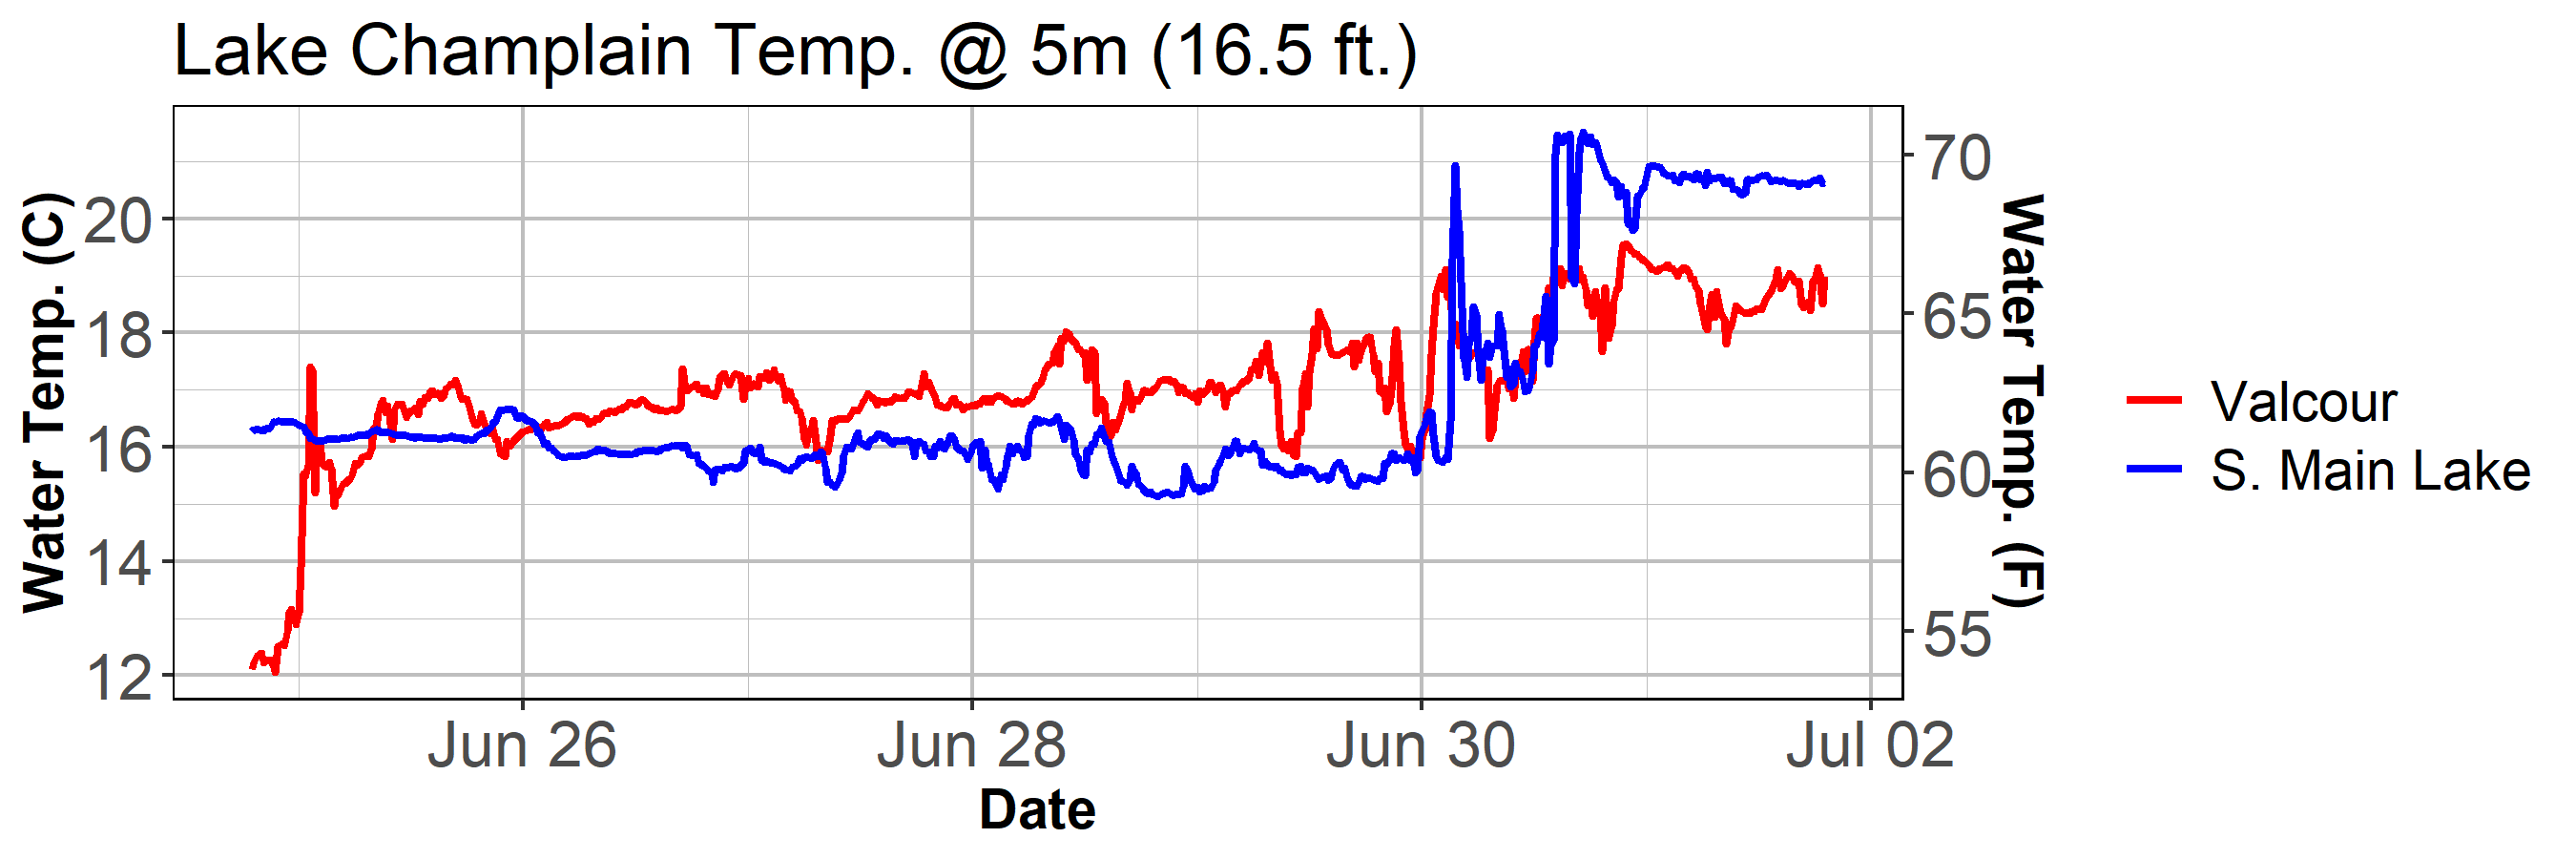 Lake Champlain Temp. @ 5m (16.5 ft.)
Water Temp. (C)
20
18
16
14
12
70
65
60
55
Water Temp. (F)
Jun 26
Jun 28
Jun 30
Jul 02
Date
Valcour
S. Main Lake